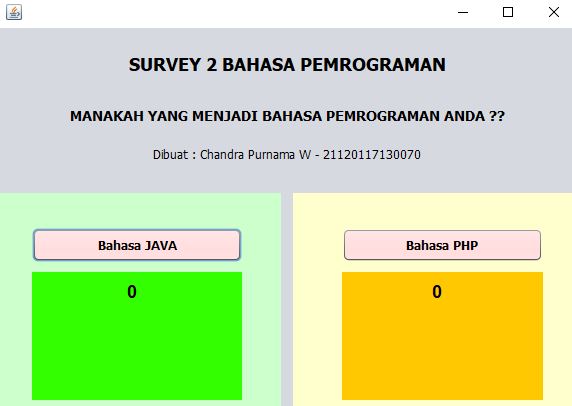 SURVEY 2 BAHASA PEMROGRAMAN
MANAKAH YANG MENJADI BAHASA PEMROGRAMAN ANDA ??
Dibuat : Chandra Purnama W - 21120117130070
Bahasa JAVA
Bahasa PHP
0
0